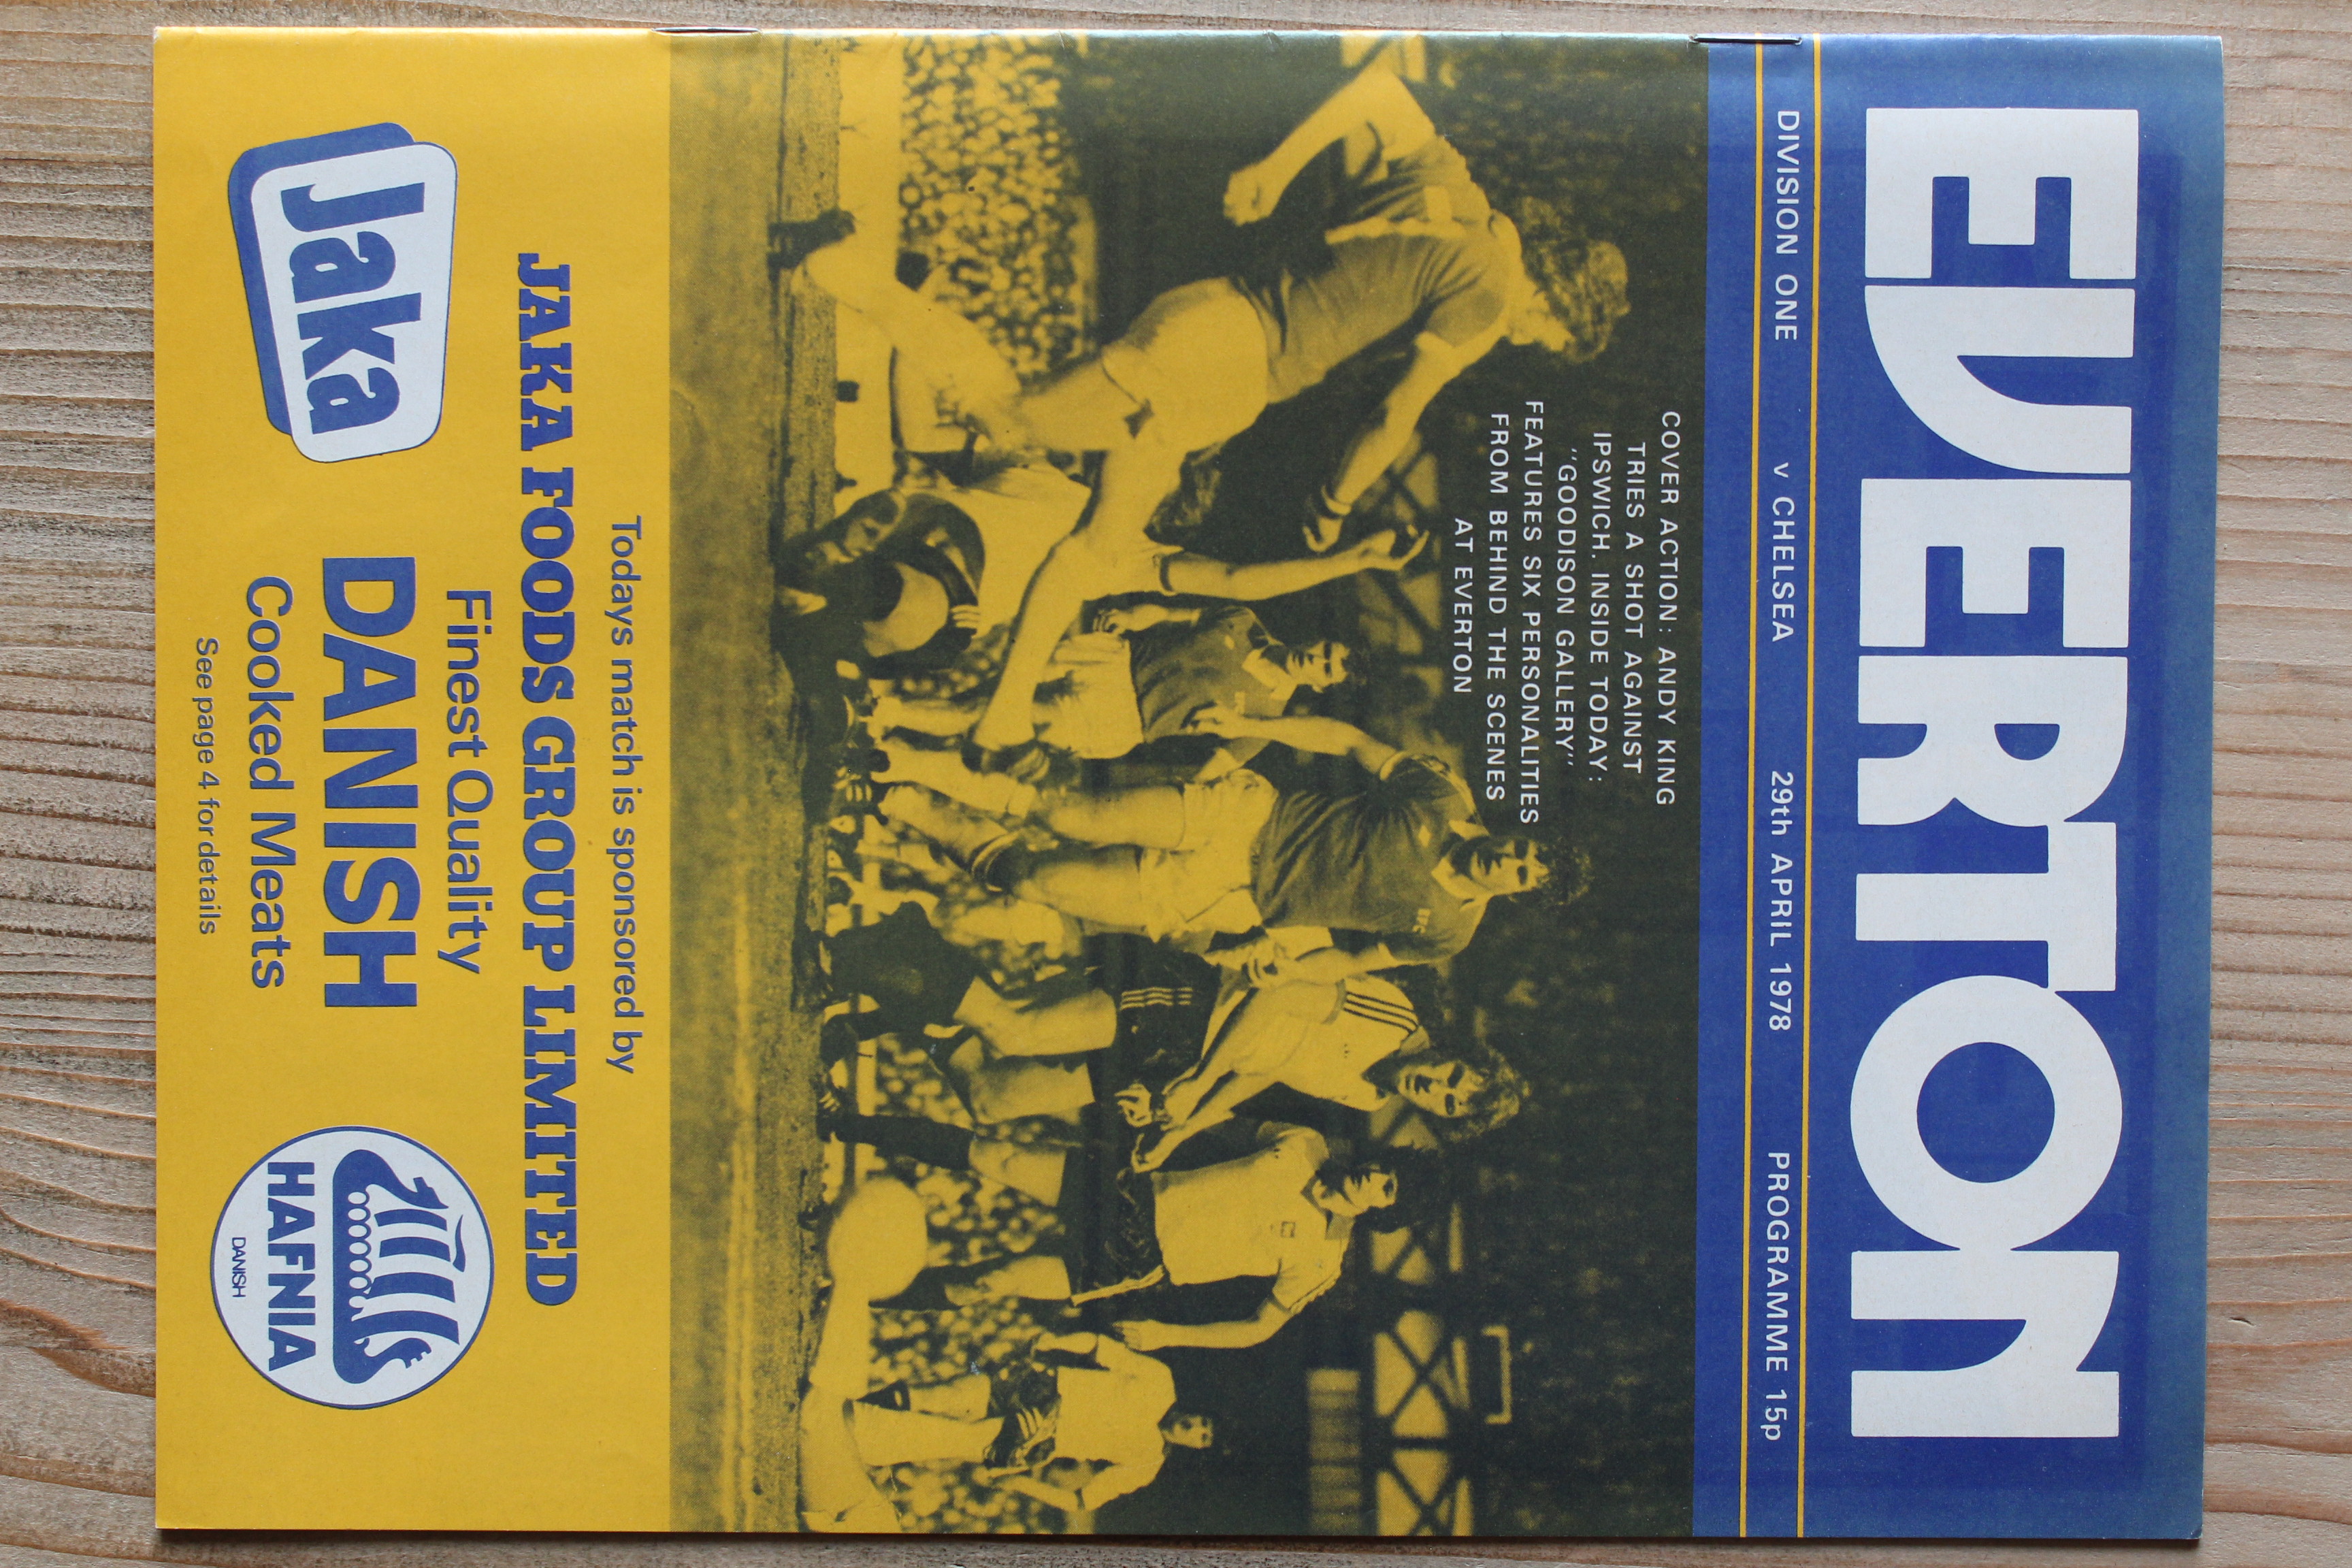 EVERTON
DIVISION ONE v CHELSEA 29th APRIL 1978 PROGRAMME 15p
COVER ACTION: ANDY KING
TRIES A SHOT AGAINST
IPSWICH. INSIDE TODAY:
"GOODISON GALLERY"
FEATURES SIX PERSONALITIES
FROM BEHIND THE SCENES
AT EVERTON
Todays match is sponsored by
JAKA FOODS GROUP LIMITED
Jaka
Finest Quality
DANISH
Cooked Meats
See page 4 for details
HAFNIA
DANISH